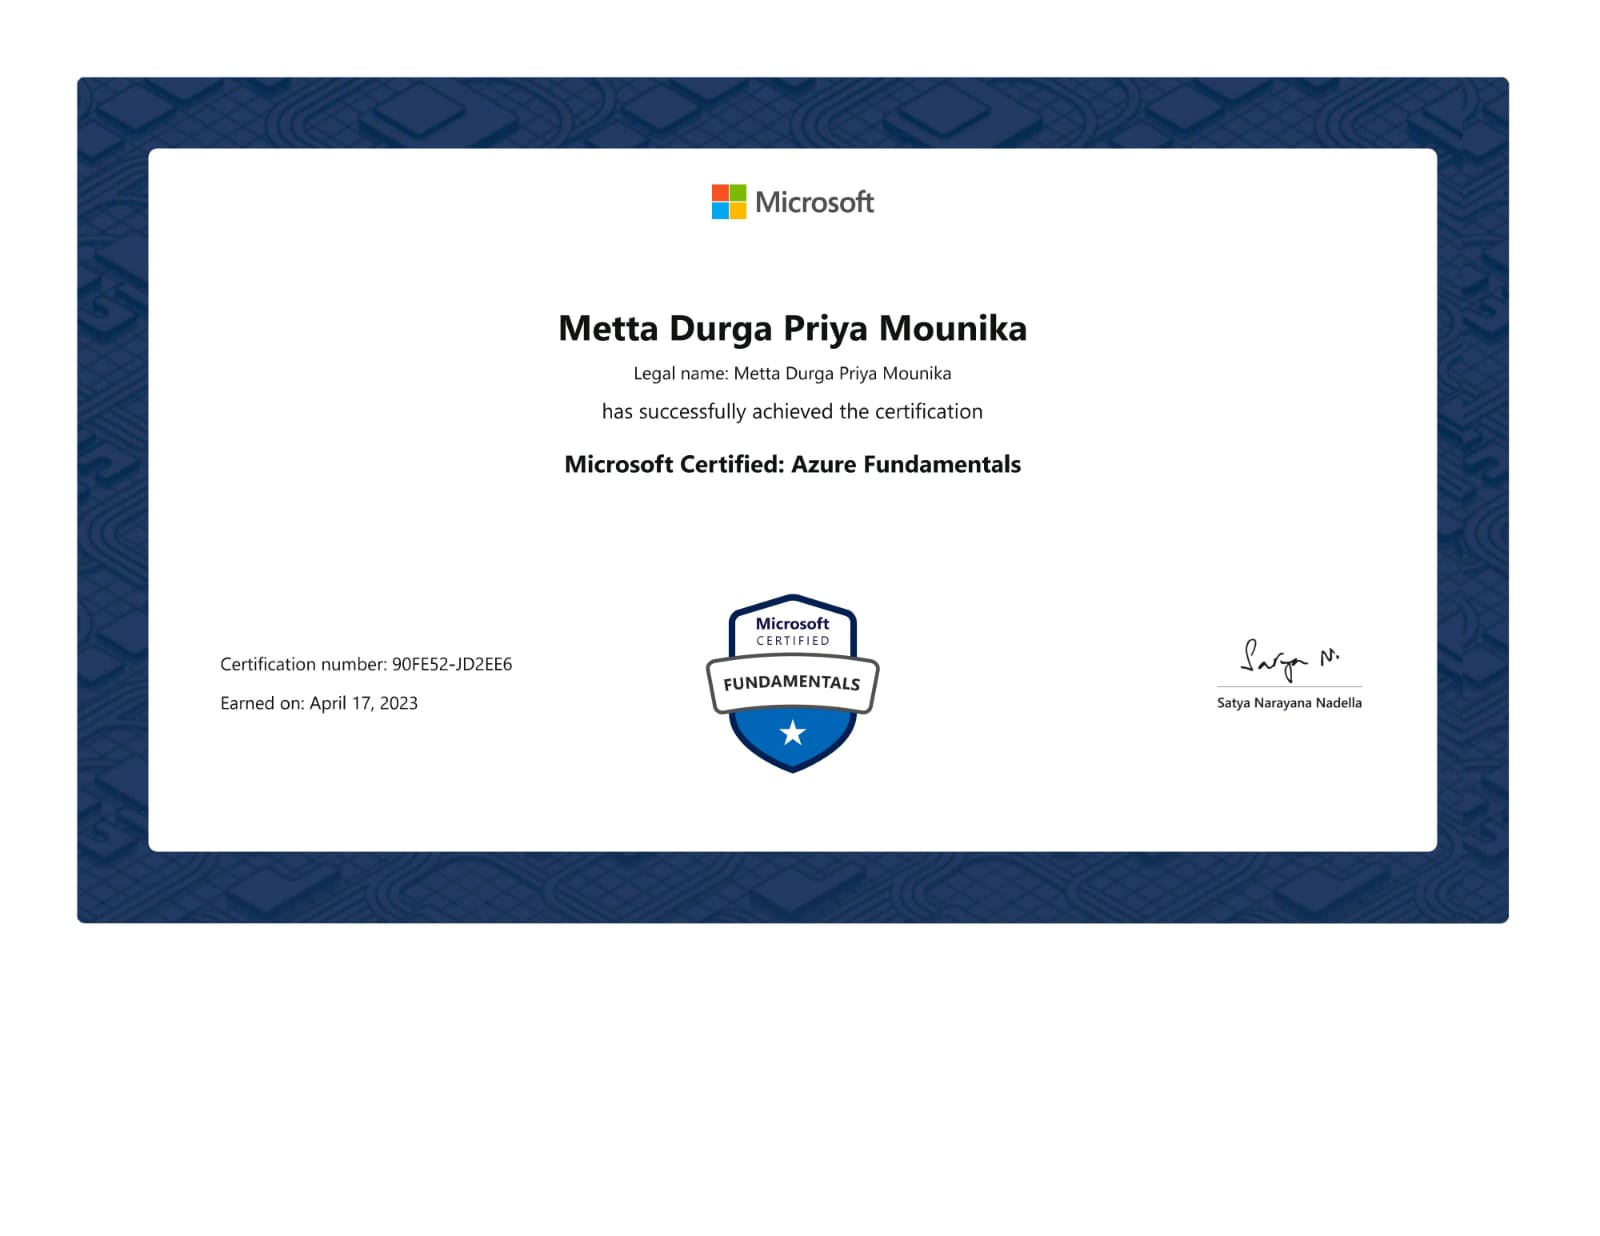 Microsoft
Metta Durga Priya Mounika
Legal name: Metta Durga Priya Mounika
has successfully achieved the certification
Microsoft Certified: Azure Fundamentals
Microsoft
CERTIFIED
FUNDAMENTALS
Certification number: 90FE52-JD2EE6
Earned on: April 17, 2023
Satya N.
Satya Narayana Nadella